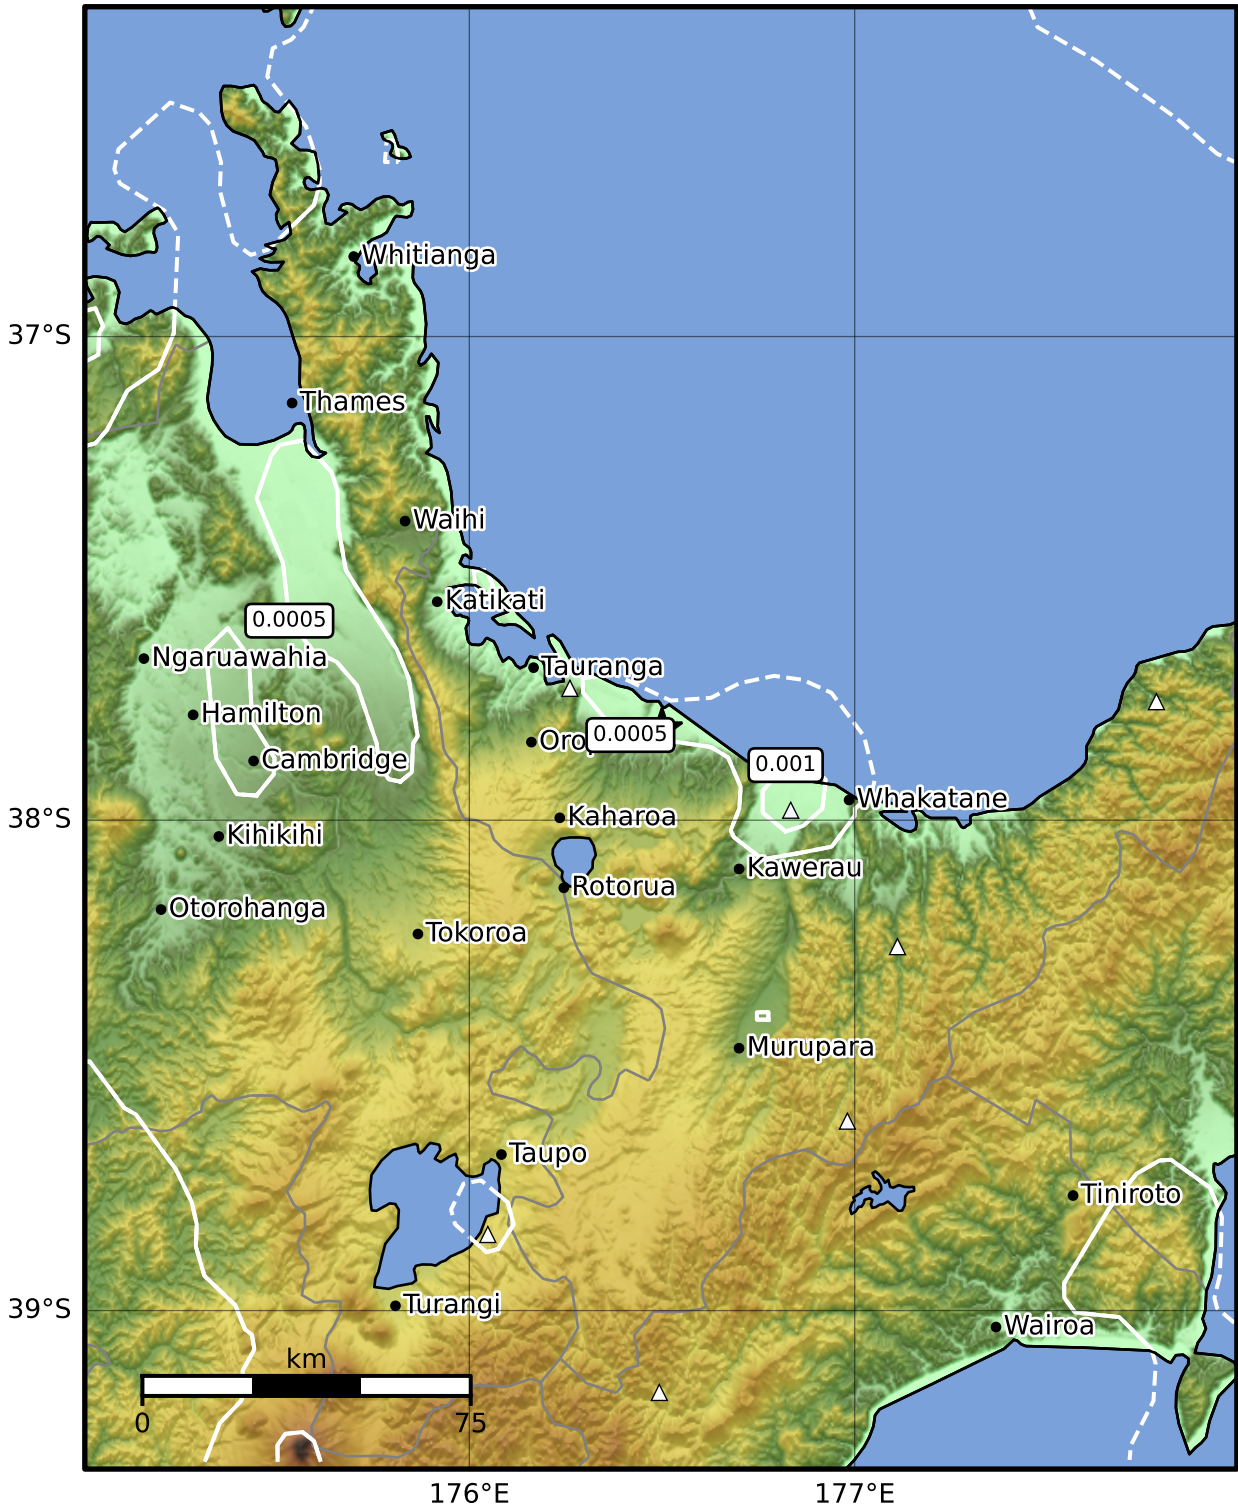 Whitianga
37°S
Thames
Waihi
Katikati
0.0005
Ngaruawahia
Tauranga
Hamilton
0.0005
Cambridge
0.001
Whakatane
38°S
Kaharoa
Kihikihi
Kawerau
Rotorua
Otorohanga
Tokoroa
Murupara
Taupo
Tiniroto
Turangi
39°S
Wairoa
km
0 75
176°E 177°E